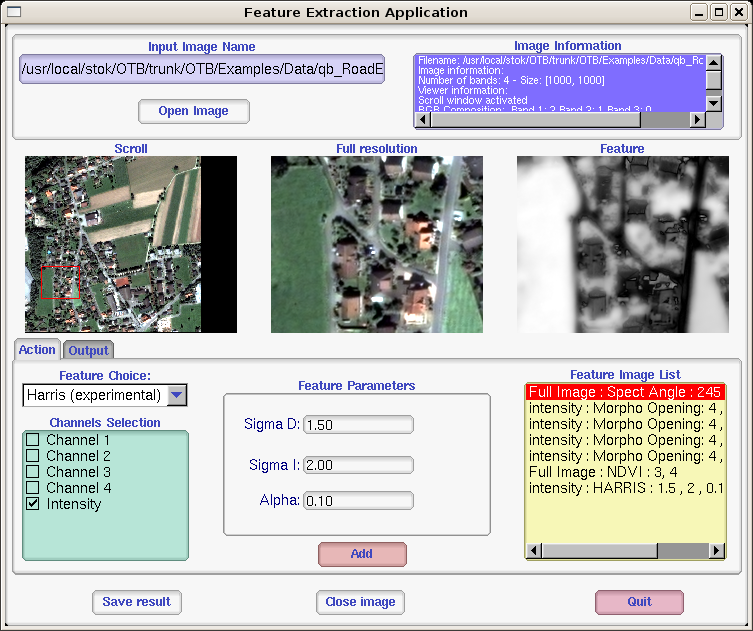 Feature Extraction Application
Input Image Name
/usr/local/stok/OTB/trunk/OTB/Examples/Data/qb_RoadE
Open Image
Image Information
Filename: /usr/local/stok/OTB/trunk/OTB/Examples/Data/qb_Ro
Image information:
Number of bands: 4 - Size: [1000, 1000]
Viewer information:
Scroll window activated
RGB Composition: Band 1: 2 Band 2: 1 Band 3: 0
Scroll
Full resolution
Feature
Action
Output
Feature Choice:
Harris (experimental)
Channels Selection
Channel 1
Channel 2
Channel 3
Channel 4
Intensity
Feature Parameters
Sigma D: 1.50
Sigma I: 2.00
Alpha: 0.10
Add
Feature Image List
Full Image : Spect Angle : 245
intensity : Morpho Opening: 4 ,
intensity : Morpho Opening: 4 ,
intensity : Morpho Opening: 4 ,
intensity : Morpho Opening: 4 ,
Full Image : NDVI : 3, 4
intensity : HARRIS : 1.5 , 2 , 0.1
Save result
Close image
Quit